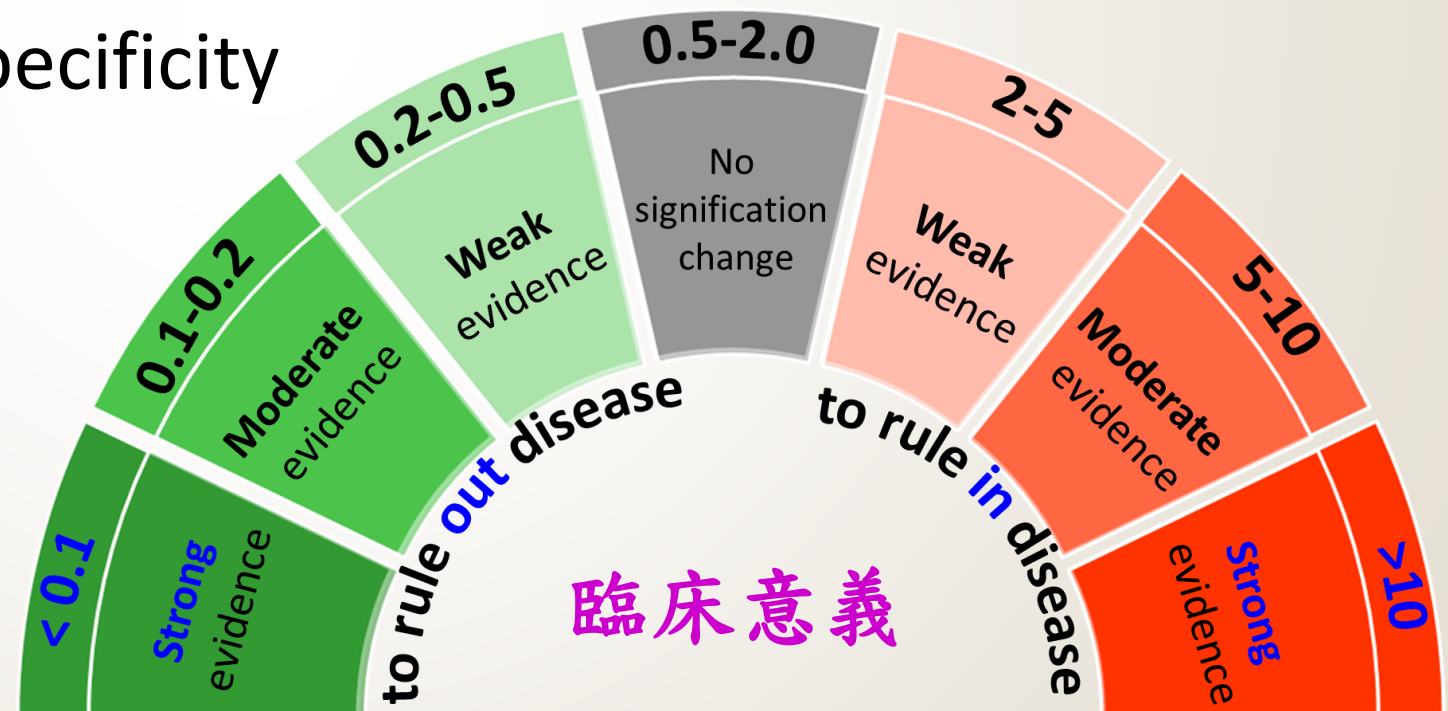 pecificity
< 0.1
Strong
evidence
0.1-0.2
Moderate
evidence
0.2-0.5
Weak
evidence
0.5-2.0
No
signification
change
2-5
Weak
evidence
5-10
Moderate
evidence
>10
Strong
evidence
to rule out disease
to rule in disease
臨床意義